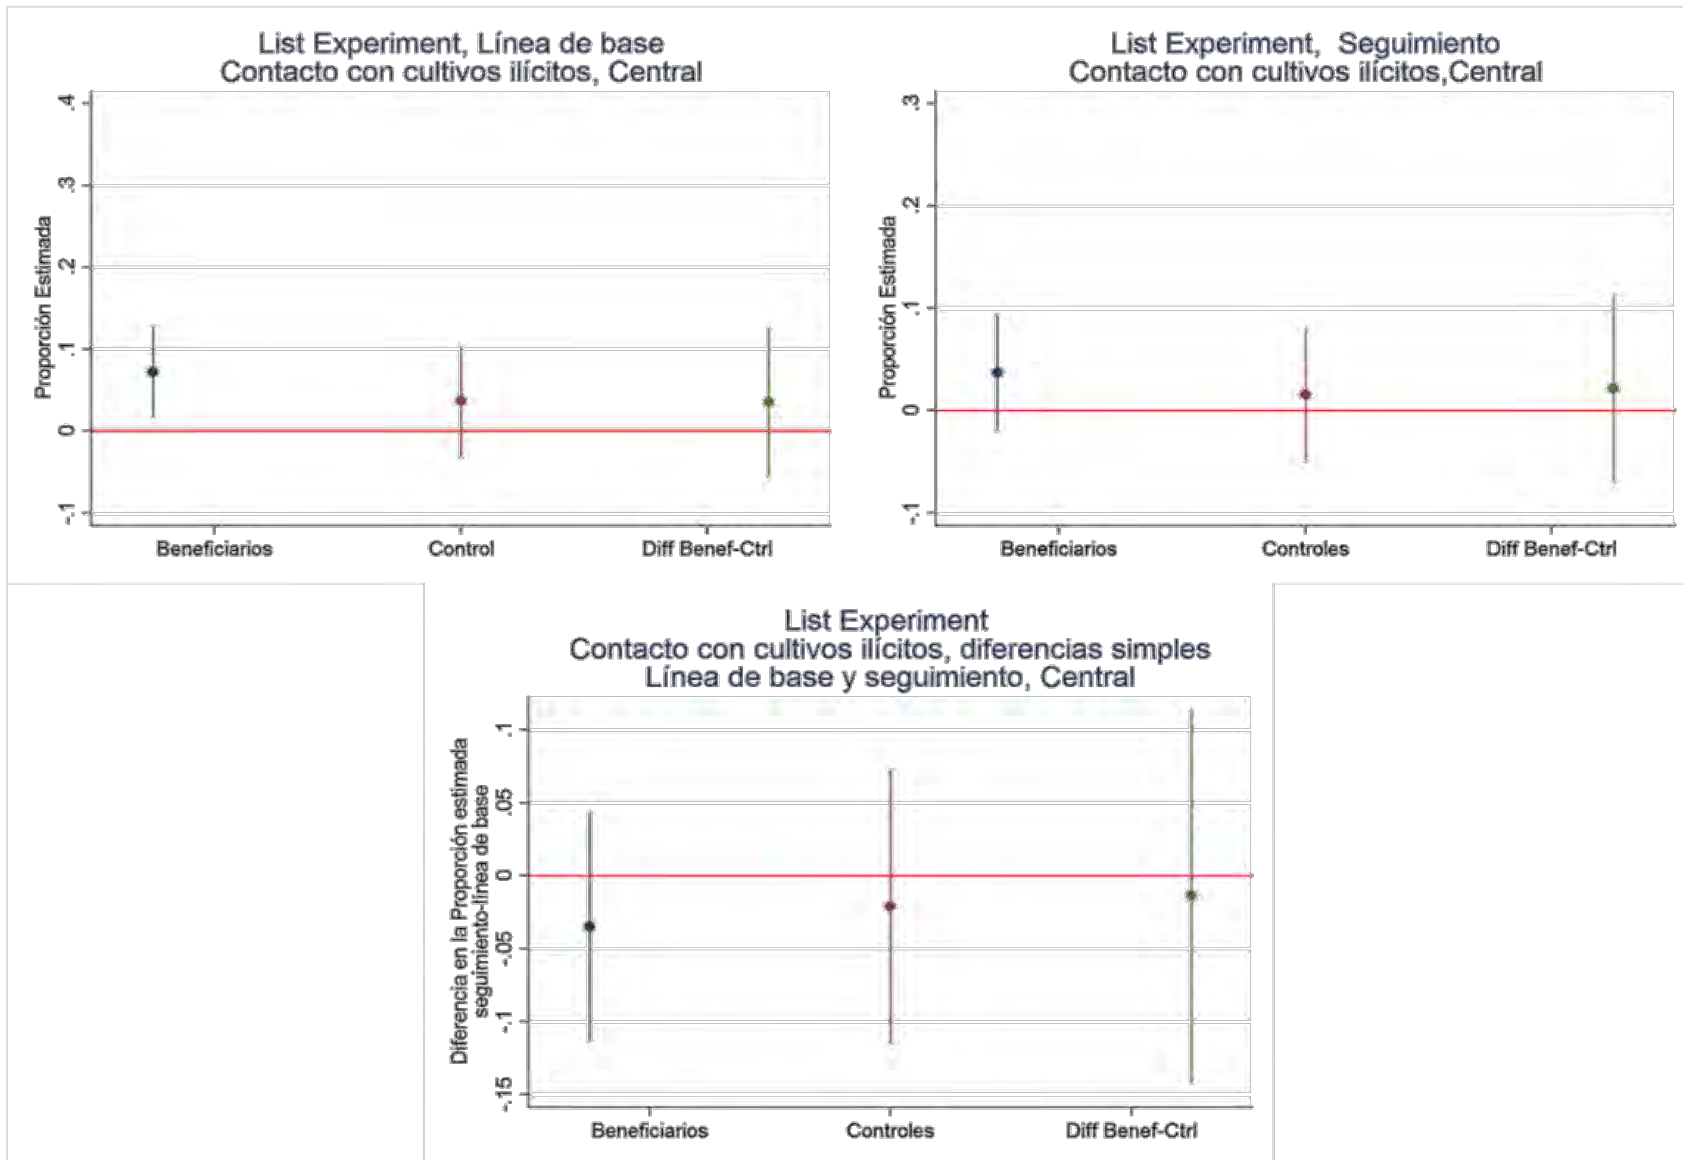 List Experiment, Línea de base
Contacto con cultivos ilícitos, Central
Proporción Estimada
.4
.3
.2
.1
0
-.1
Beneficiarios
Control
Diff Benef-Ctrl
List Experiment, Seguimiento
Contacto con cultivos ilícitos,Central
Proporción Estimada
.3
.2
.1
0
-.1
Beneficiarios
Controles
Diff Benef-Ctrl
List Experiment
Contacto con cultivos ilícitos, diferencias simples
Línea de base y seguimiento, Central
Diferencia en la Proporción estimada
seguimiento-línea de base
.1
.05
0
-.05
-.1
-.15
Beneficiarios
Controles
Diff Benef-Ctrl